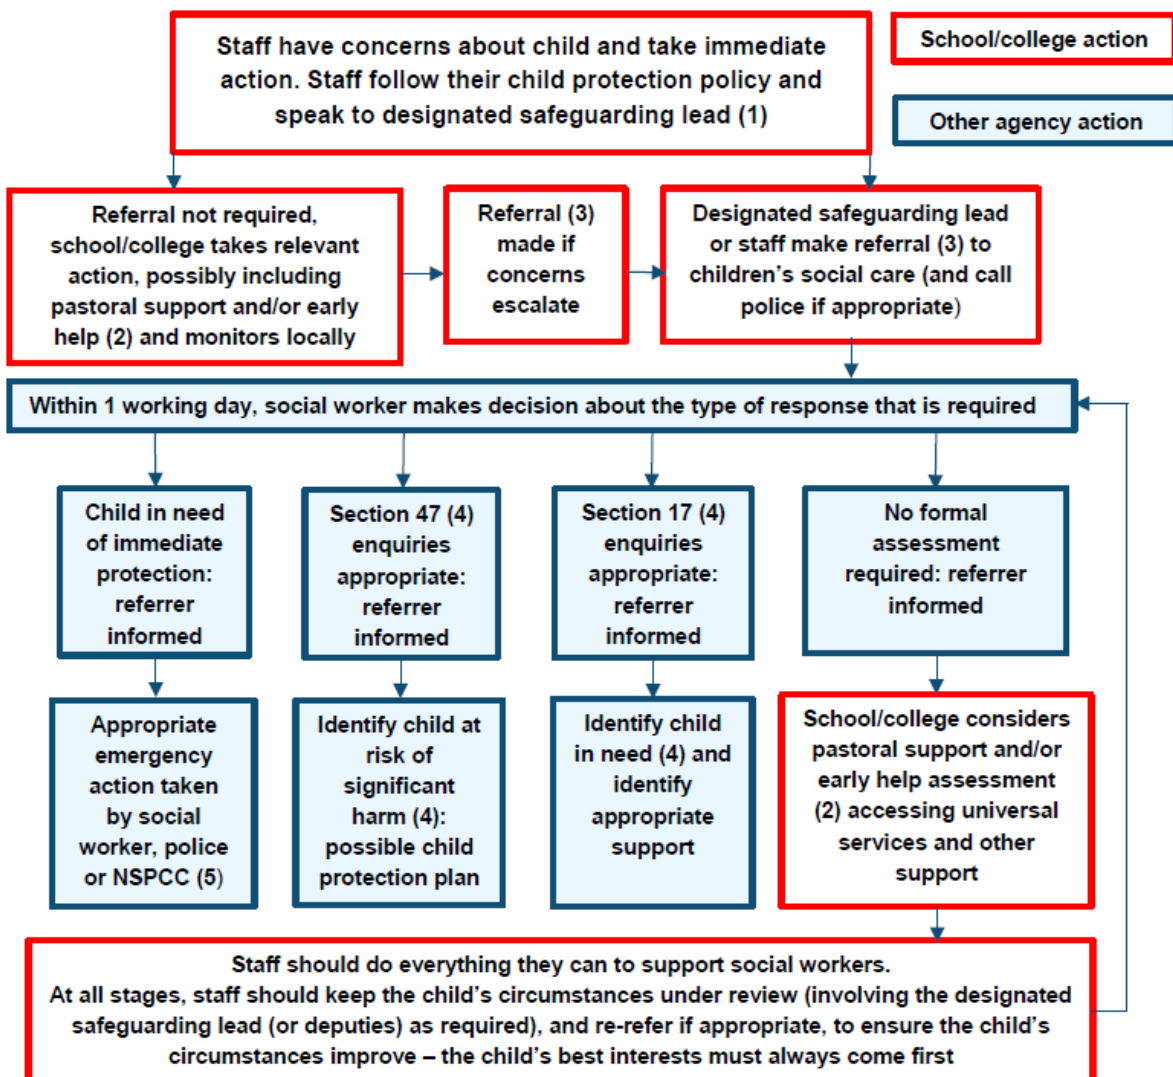 Staff have concerns about child and take immediate
action. Staff follow their child protection policy and
speak to designated safeguarding lead (1)
School/college action
Other agency action
Referral not required,
school/college takes relevant
action, possibly including
pastoral support and/or early
help (2) and monitors locally
Referral (3)
made if
concerns
escalate
Designated safeguarding lead
or staff make referral (3) to
children’s social care (and call
police if appropriate)
Within 1 working day, social worker makes decision about the type of response that is required
Child in need
of immediate
protection:
referrer
informed
Section 47 (4)
enquiries
appropriate:
referrer
informed
Section 17 (4)
enquiries
appropriate:
referrer
informed
No formal
assessment
required: referrer
informed
Appropriate
emergency
action taken
by social
worker, police
or NSPCC (5)
Identify child at
risk of
significant
harm (4):
possible child
protection plan
Identify child
in need (4) and
identify
appropriate
support
School/college considers
pastoral support and/or
early help assessment
(2) accessing universal
services and other
support
Staff should do everything they can to support social workers.
At all stages, staff should keep the child’s circumstances under review (involving the designated
safeguarding lead (or deputies) as required), and re-refer if appropriate, to ensure the child’s
circumstances improve – the child’s best interests must always come first